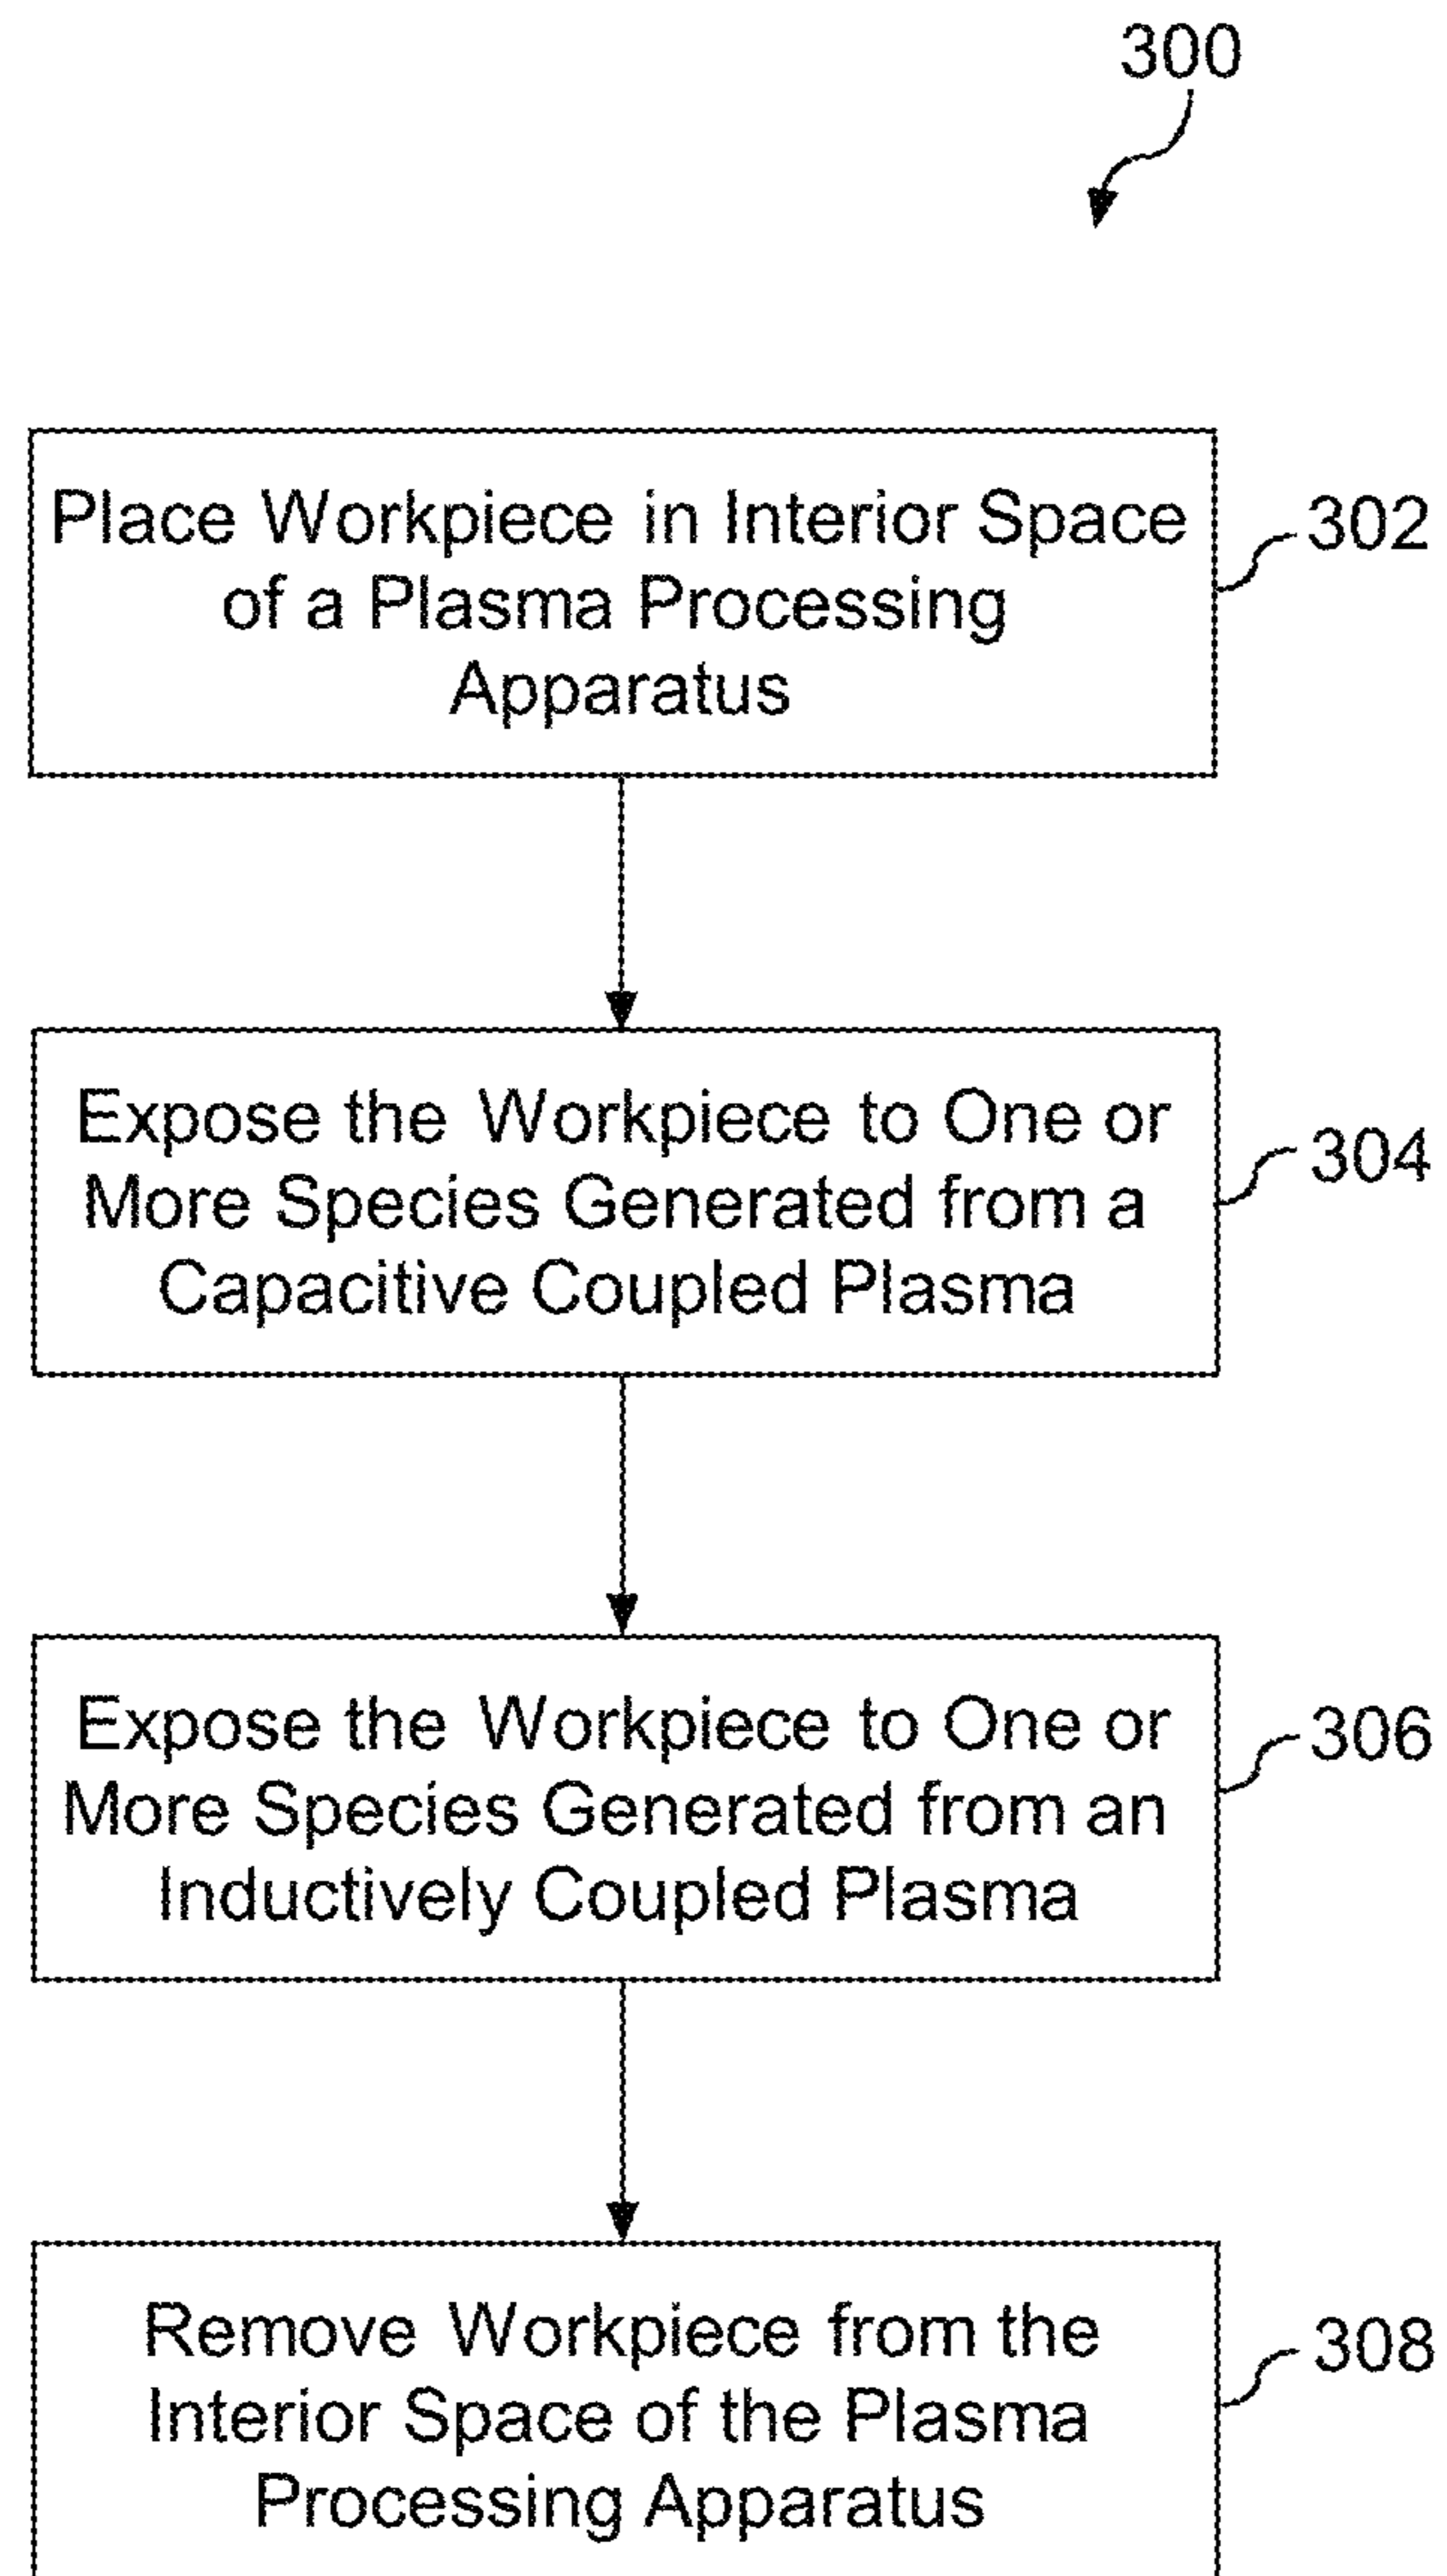 300
Place Workpiece in Interior Space
of a Plasma Processing
Apparatus
302
Expose the Workpiece to One or
More Species Generated from a
Capacitive Coupled Plasma
304
Expose the Workpiece to One or
More Species Generated from an
Inductively Coupled Plasma
306
Remove Workpiece from the
Interior Space of the Plasma
Processing Apparatus
308